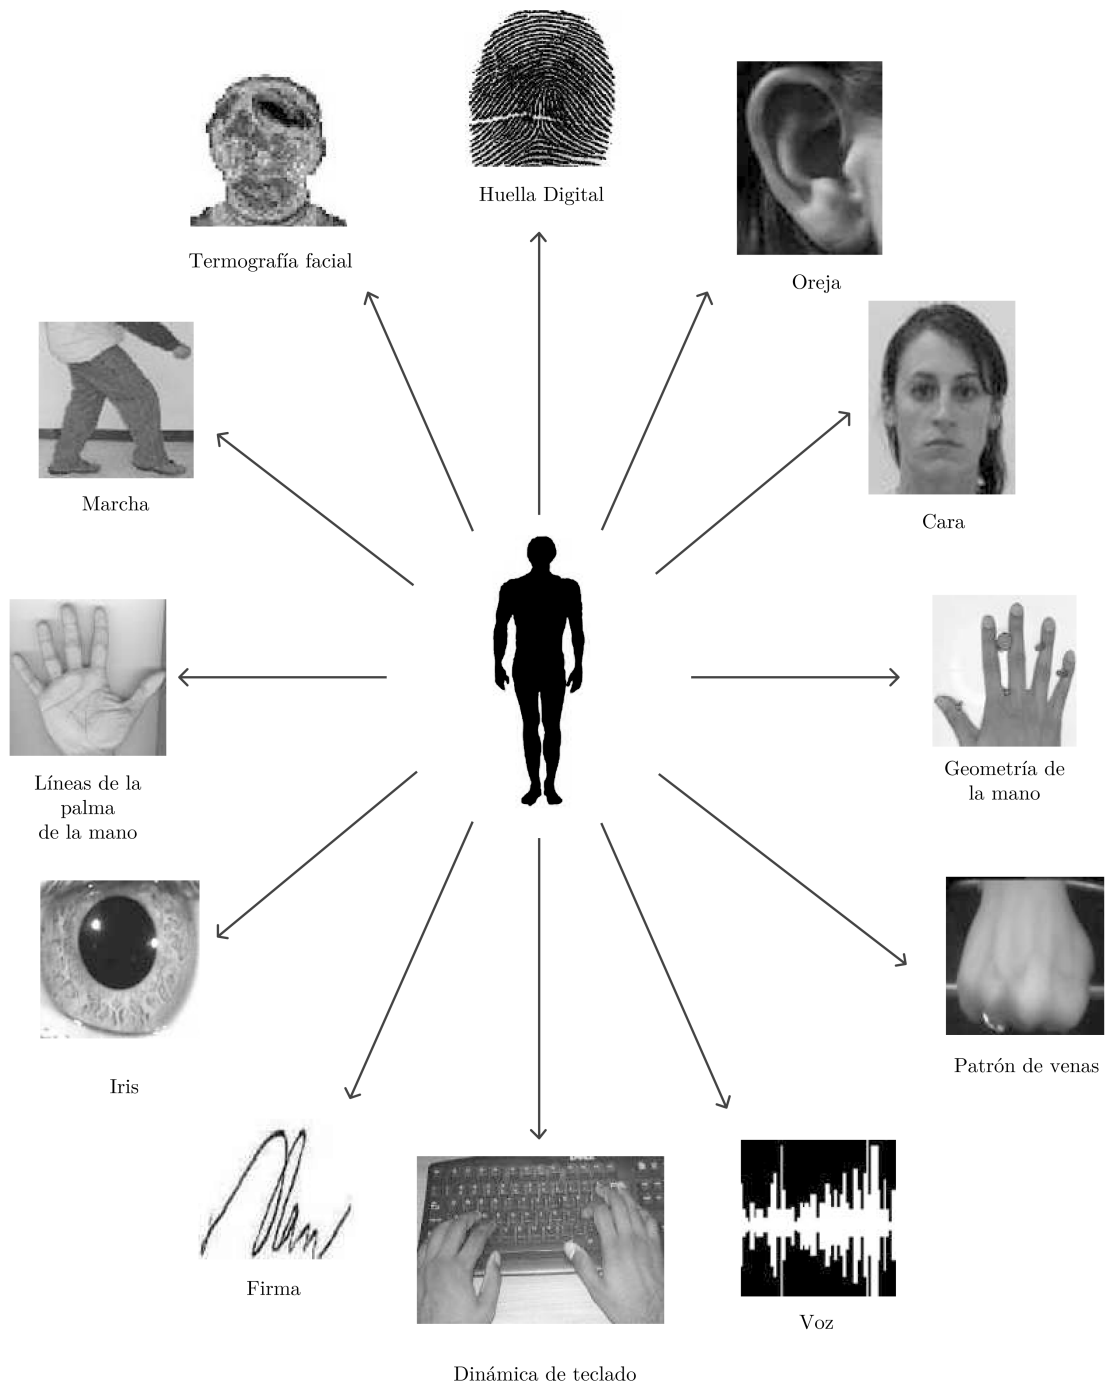 Huella Digital
Termografía facial
Oreja
Marcha
Cara
Líneas de la
palma
de la mano
Geometría de
la mano
Iris
Patrón de venas
Firma
Voz
Dinámica de teclado